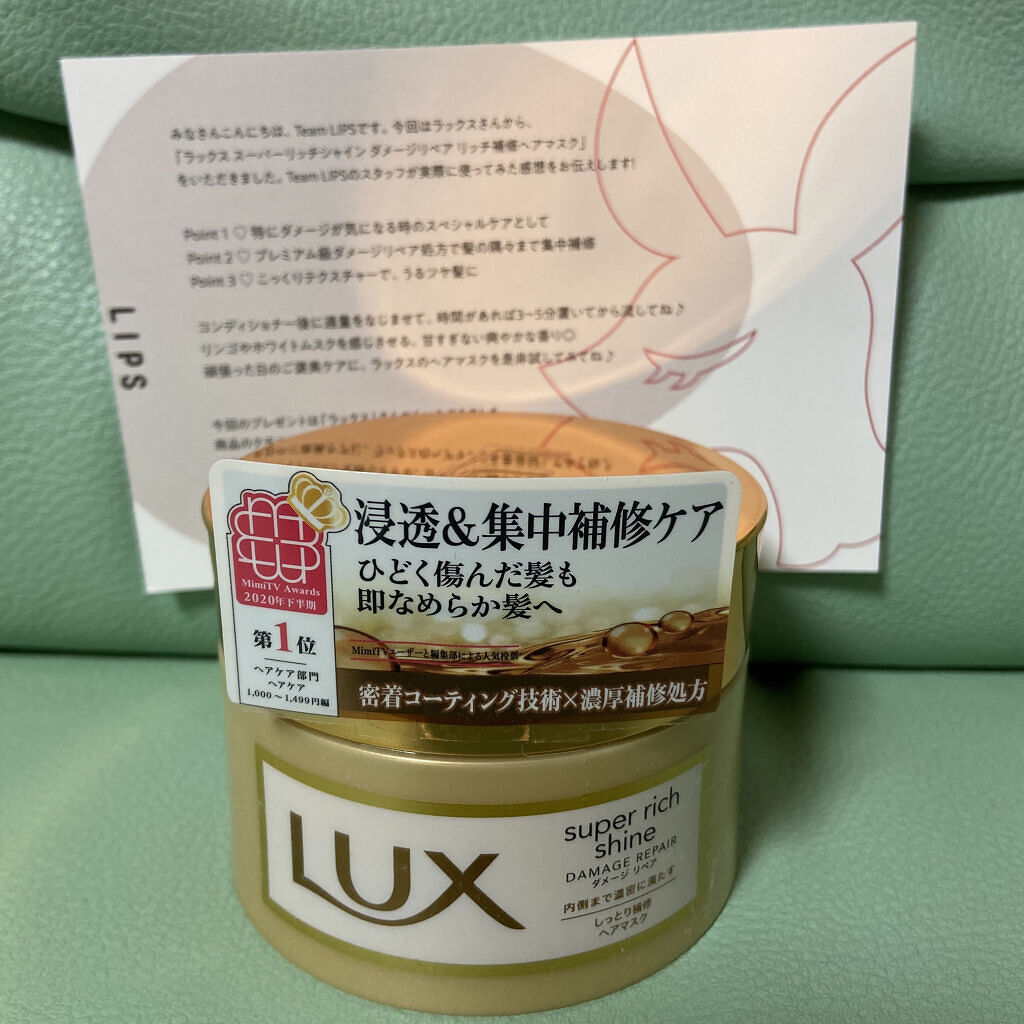 みなさんこんにちは、Team LIPSです。今回はラックスさんから、
「ラックス スーパーリッチシャイン ダメージリペア リッチ補修ヘアマスク」
をいただきました。Team LIPSのスタッフが実際に使ってみた感想をお伝えします!
Point 1 ♡ 特にダメージが気になる時のスペシャルケアとして
Point 2 ♡ プレミアム級ダメージリペア処方で髪の隅々まで集中補修
Point 3 ♡ こっくりテクスチャーで、うるツヤ髪に
コンディショナー後に適量をなじませて、時間があれば3~5分置いてから流してね♪
リンゴやホワイトムスクを感じさせる、甘すぎない爽やかな香り◎
頑張った日のご褒美ケアに、ラックスのヘアマスクを是非試してみてね♪
今回のプレゼントは「ラックス」さんから
LIPS
MimiTV Awards
2020年下半期
第1位
ヘアケア部門
ヘアケア
1,000〜1,499円編
浸透&集中補修ケア
ひどく傷んだ髪も
即なめらか髪へ
MimiTVユーザーと編集部による人気投票
密着コーティング技術×濃厚補修処方
LUX
super rich
shine
DAMAGE REPAIR
ダメージ リペア
内側まで濃密に満たす
しっとり補修
ヘアマスク